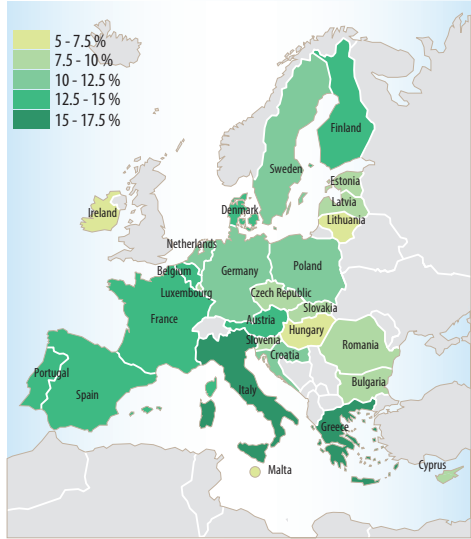 5 - 7.5 %
7.5 - 10 %
10 - 12.5 %
12.5 - 15 %
15 - 17.5 %
Finland
Sweden
Estonia
Latvia
Lithuania
Ireland
Denmark
Netherlands
Belgium
Germany
Poland
Luxembourg
Czech Republic
Slovakia
France
Austria
Hungary
Slovenia
Romania
Croatia
Portugal
Spain
Italy
Bulgaria
Greece
Malta
Cyprus